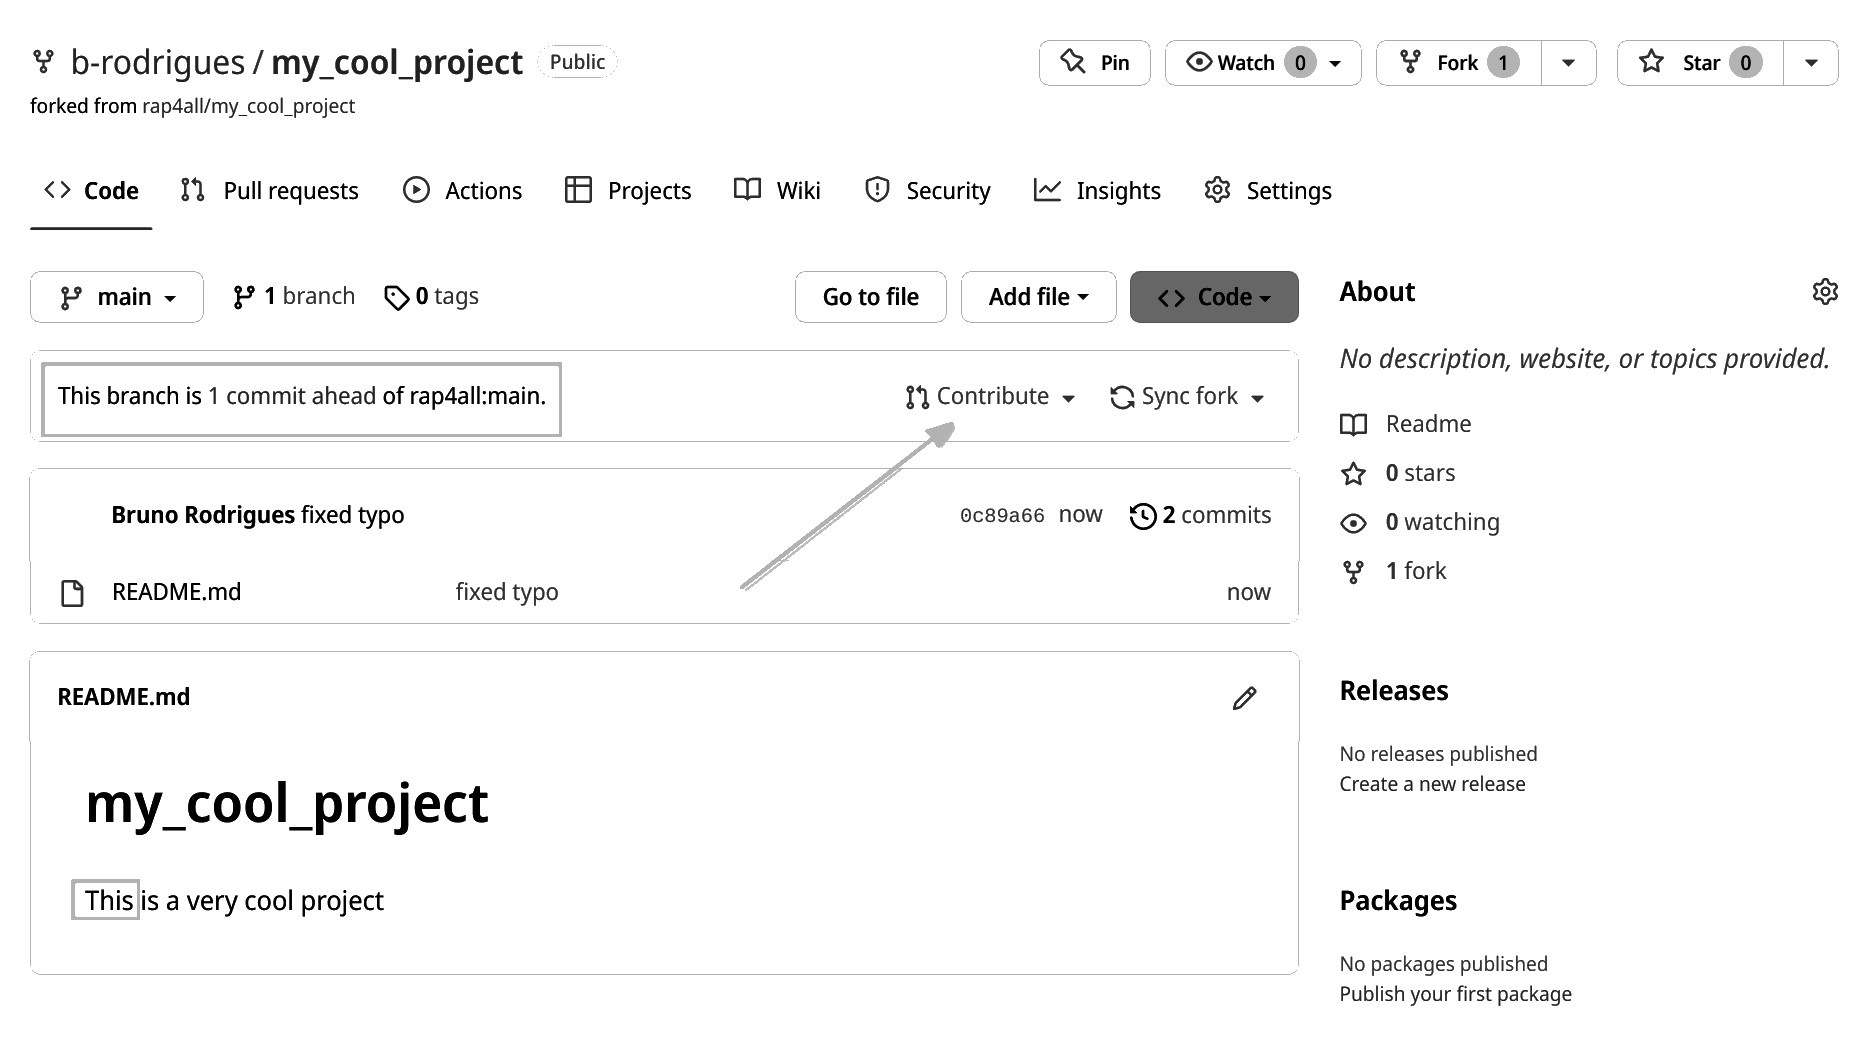 b-rodrigues / my_cool_project Public
Pin Watch 0 Fork 1 Star 0
forked from rap4all/my_cool_project
Code Pull requests Actions Projects Wiki Security Insights Settings
main 1 branch 0 tags Go to file Add file Code
This branch is 1 commit ahead of rap4all:main. Contribute Sync fork
Bruno Rodrigues fixed typo 0c89a66 now 2 commits
README.md fixed typo now
README.md
my_cool_project
This is a very cool project
About
No description, website, or topics provided.
Readme
0 stars
0 watching
1 fork
Releases
No releases published
Create a new release
Packages
No packages published
Publish your first package